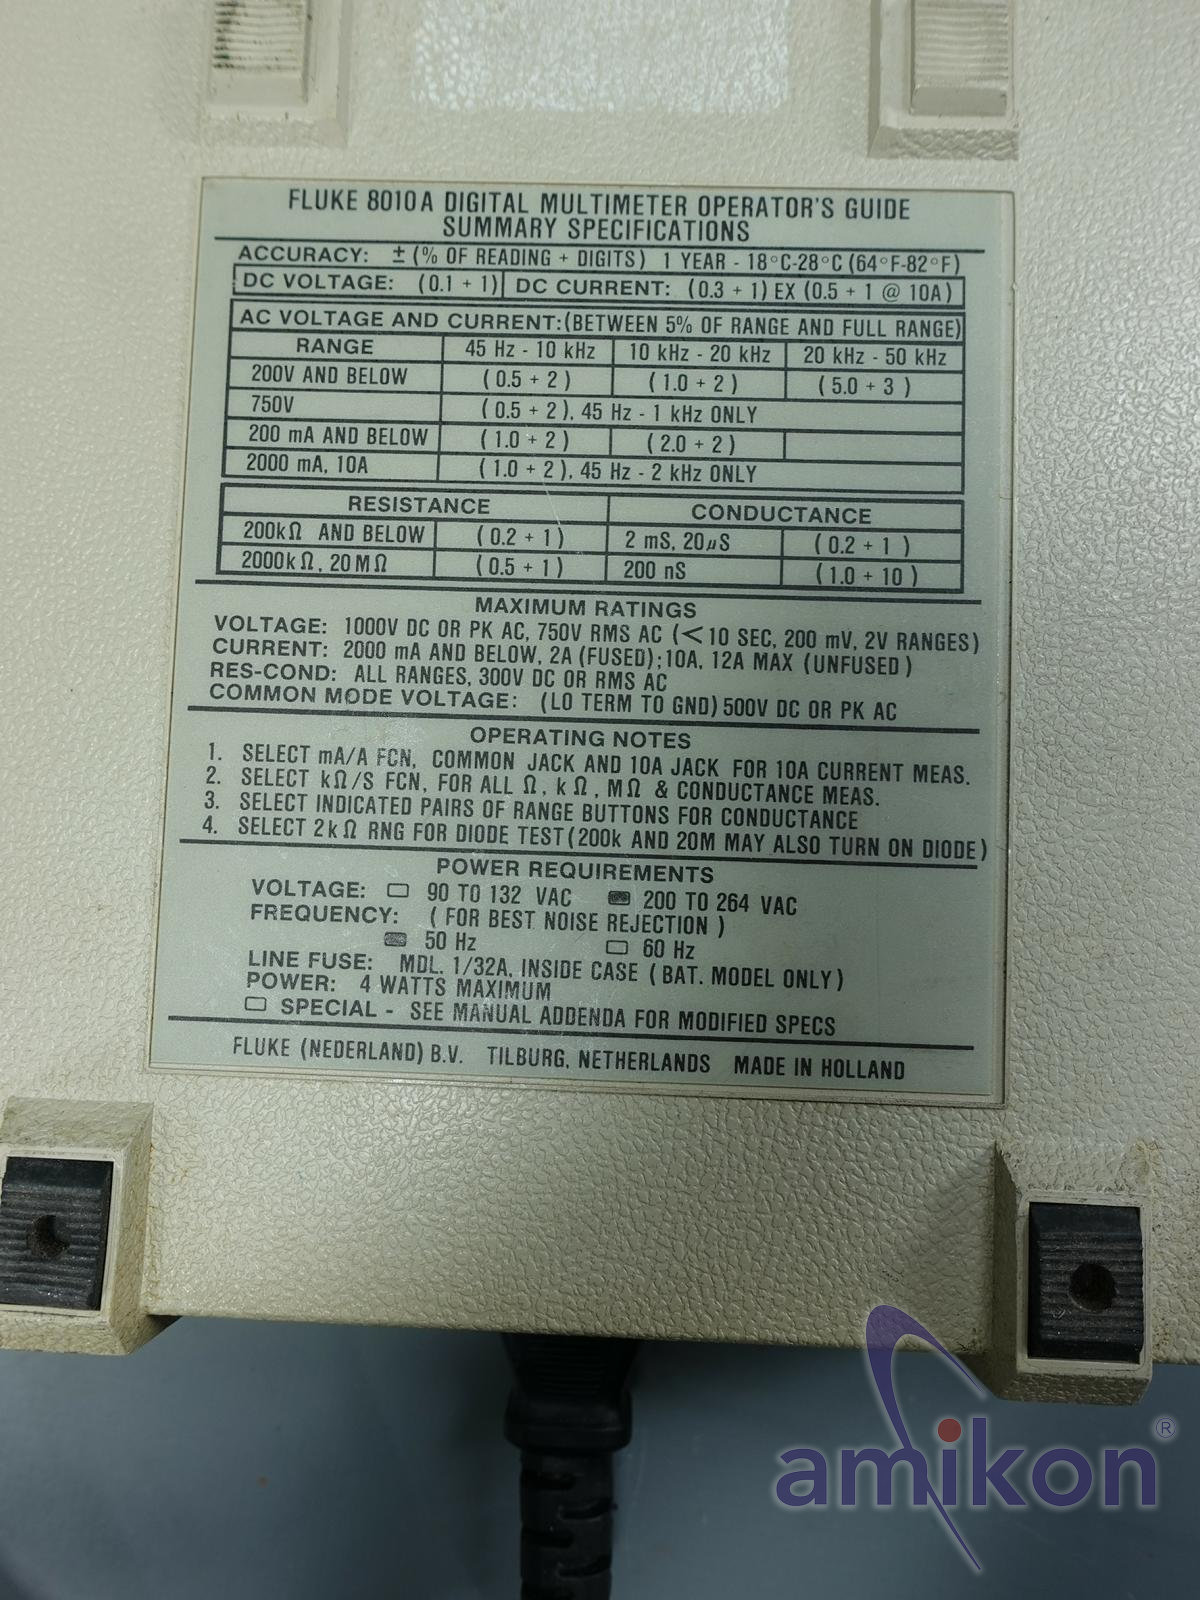 FLUKE 8010A DIGITAL MULTIMETER OPERATOR'S GUIDE
SUMMARY SPECIFICATIONS
ACCURACY: ± (% OF READING + DIGITS) 1 YEAR - 18°C-28°C (64°F-82°F)
DC VOLTAGE: (0.1 + 1) DC CURRENT: (0.3 + 1) EX (0.5 + 1 @ 10A)
AC VOLTAGE AND CURRENT:(BETWEEN 5% OF RANGE AND FULL RANGE)
RANGE 45 Hz - 10 kHz 10 kHz - 20 kHz 20 kHz - 50 kHz
200V AND BELOW (0.5 + 2) (1.0 + 2) (5.0 + 3)
750V (0.5 + 2), 45 Hz - 1 kHz ONLY
200 mA AND BELOW (1.0 + 2) (2.0 + 2)
2000 mA, 10A (1.0 + 2), 45 Hz - 2 kHz ONLY
RESISTANCE CONDUCTANCE
200kΩ AND BELOW (0.2 + 1) 2 mS, 20µS (0.2 + 1)
2000kΩ, 20MΩ (0.5 + 1) 200 nS (1.0 + 10)
MAXIMUM RATINGS
VOLTAGE: 1000V DC OR PK AC, 750V RMS AC (<10 SEC, 200 mV, 2V RANGES)
CURRENT: 2000 mA AND BELOW, 2A (FUSED); 10A, 12A MAX (UNFUSED)
RES-COND: ALL RANGES, 300V DC OR RMS AC
COMMON MODE VOLTAGE: (LO TERM TO GND) 500V DC OR PK AC
OPERATING NOTES
1. SELECT mA/A FCN, COMMON JACK AND 10A JACK FOR 10A CURRENT MEAS.
2. SELECT kΩ/S FCN, FOR ALL Ω, kΩ, MΩ & CONDUCTANCE MEAS.
3. SELECT INDICATED PAIRS OF RANGE BUTTONS FOR CONDUCTANCE
4. SELECT 2kΩ RNG FOR DIODE TEST (200k AND 20M MAY ALSO TURN ON DIODE)
POWER REQUIREMENTS
VOLTAGE: 90 TO 132 VAC 200 TO 264 VAC
FREQUENCY: (FOR BEST NOISE REJECTION)
50 Hz 60 Hz
LINE FUSE: MDL, 1/32A, INSIDE CASE (BAT. MODEL ONLY)
POWER: 4 WATTS MAXIMUM
SPECIAL - SEE MANUAL ADDENDA FOR MODIFIED SPECS
FLUKE (NEDERLAND) B.V. TILBURG, NETHERLANDS MADE IN HOLLAND
amikon®